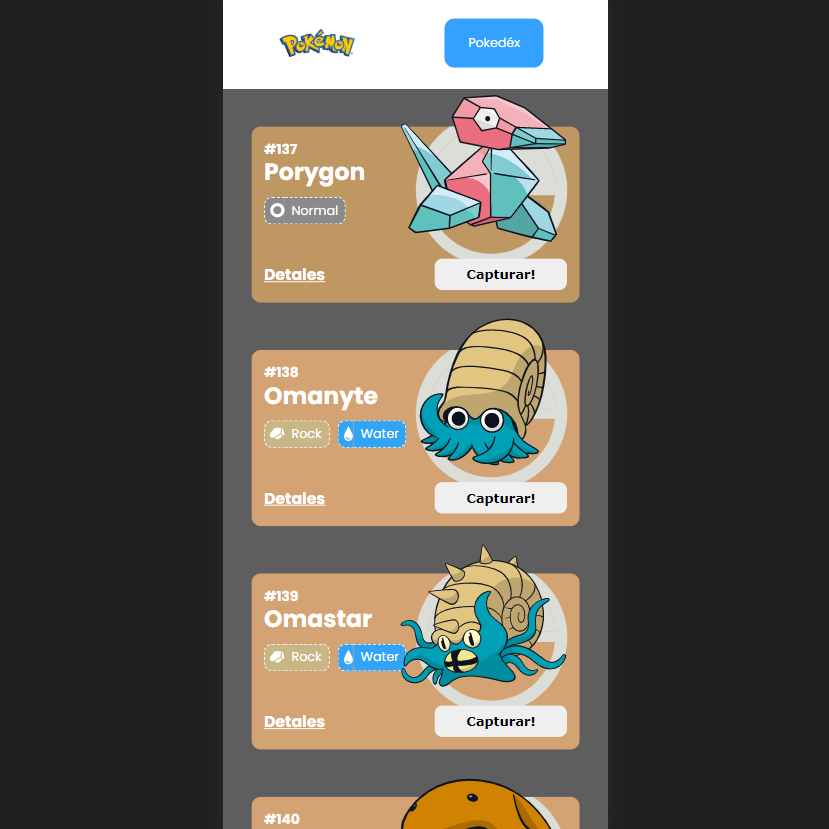 Pokémon
Pokedéx
#137
Porygon
Normal
Detales
Capturar!
#138
Omanyte
Rock
Water
Detales
Capturar!
#139
Omastar
Rock
Water
Detales
Capturar!
#140